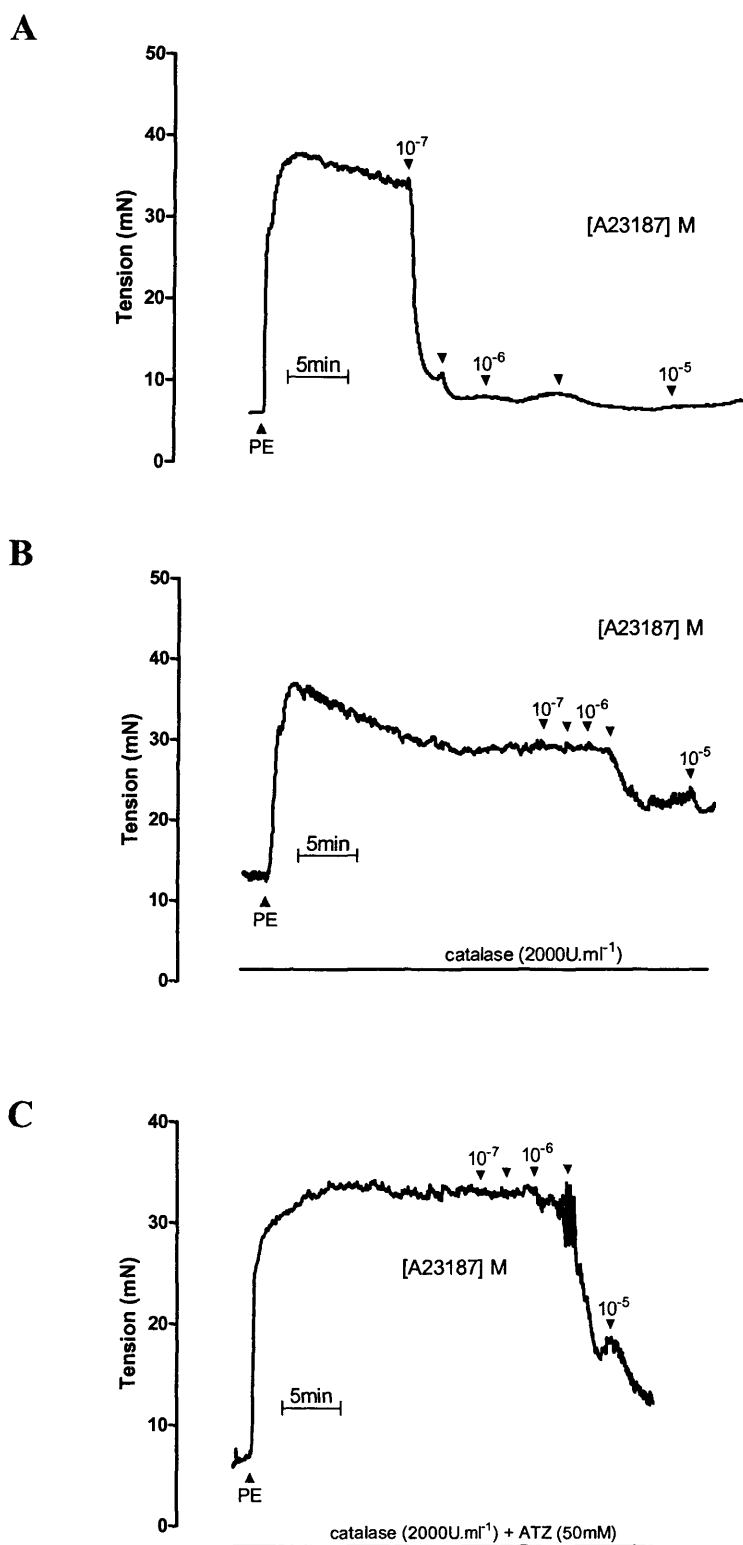 A
50
40
30
20
10
0
Tension (mN)
10⁻⁷
[A23187] M
5min
10⁻⁶
10⁻⁵
PE
B
50
40
30
20
10
0
Tension (mN)
[A23187] M
10⁻⁷ 10⁻⁶
10⁻⁵
5min
PE
catalase (2000U.ml⁻¹)
C
40
30
20
10
0
Tension (mN)
10⁻⁷ 10⁻⁶
[A23187] M
10⁻⁵
5min
PE
catalase (2000U.ml⁻¹) + ATZ (50mM)